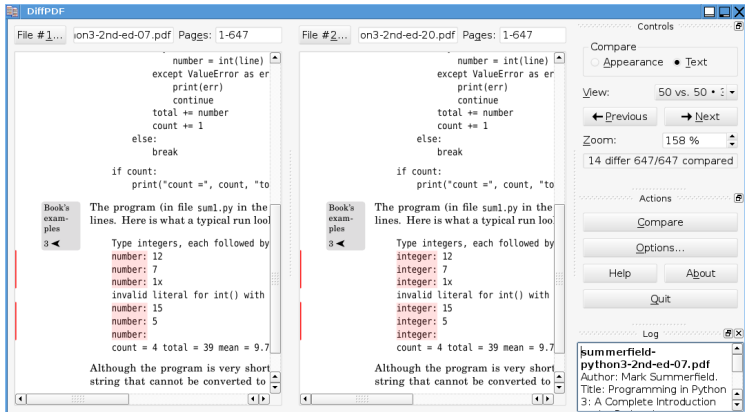 DiffPDF
File #1...
on3-2nd-ed-07.pdf
Pages: 1-647
number = int(line)
except ValueError as er
print(err)
continue
total += number
count += 1
else:
break
if count:
print("count =", count, "to
Book's
exam-
ples
3
The program (in file sum1.py in the
lines. Here is what a typical run loo
Type integers, each followed by
number: 12
number: 7
number: 1x
invalid literal for int() with
number: 15
number: 5
number:
count = 4 total = 39 mean = 9.7
Although the program is very short
string that cannot be converted to
File #2...
on3-2nd-ed-20.pdf
Pages: 1-647
number = int(line)
except ValueError as er
print(err)
continue
total += number
count += 1
else:
break
if count:
print("count =", count, "to
Book's
exam-
ples
3
The program (in file sum1.py in the
lines. Here is what a typical run loo
Type integers, each followed by
integer: 12
integer: 7
integer: 1x
invalid literal for int() with
integer: 15
integer: 5
integer:
count = 4 total = 39 mean = 9.7
Although the program is very short
string that cannot be converted to
Controls
Compare
Appearance
Text
View:
50 vs. 50 •
Previous
Next
Zoom:
158 %
14 differ 647/647 compared
Actions
Compare
Options...
Help
About
Quit
Log
summerfield-
python3-2nd-ed-07.pdf
Author: Mark Summerfield.
Title: Programming in Python
3: A Complete Introduction